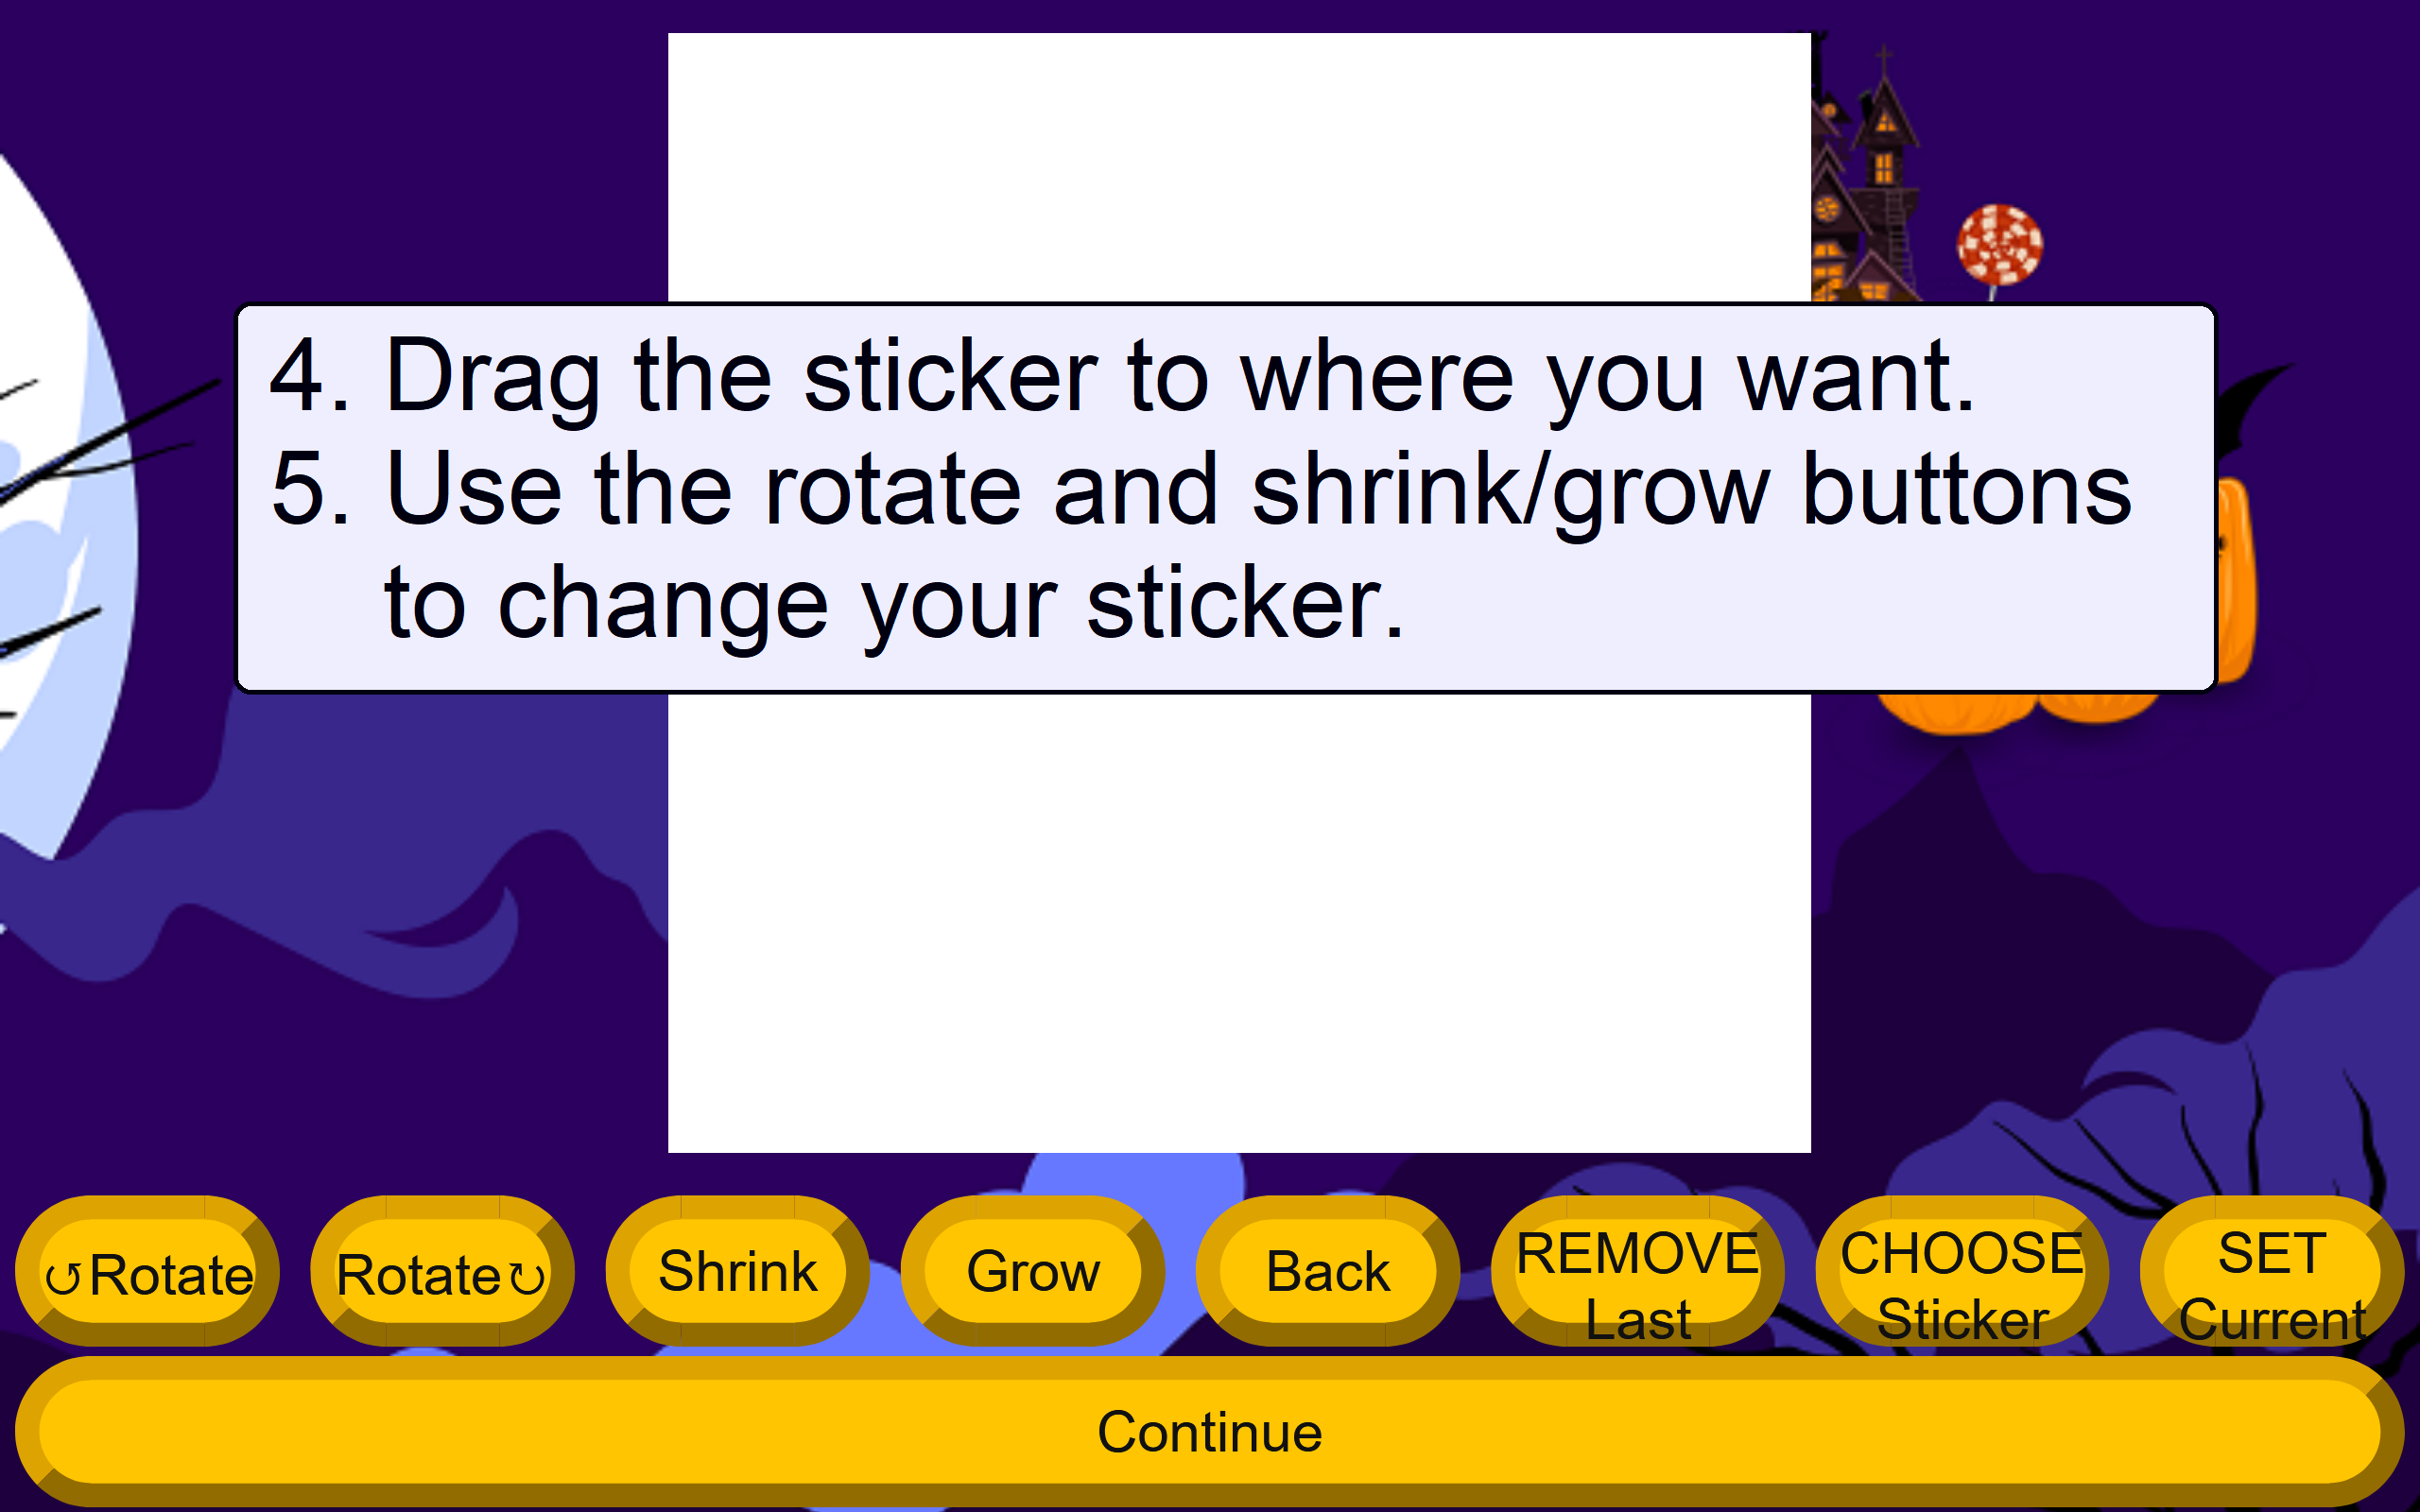 4. Drag the sticker to where you want.
5. Use the rotate and shrink/grow buttons
to change your sticker.
↺Rotate
Rotate↻
Shrink
Grow
Back
REMOVE
Last
CHOOSE
Sticker
SET
Current
Continue